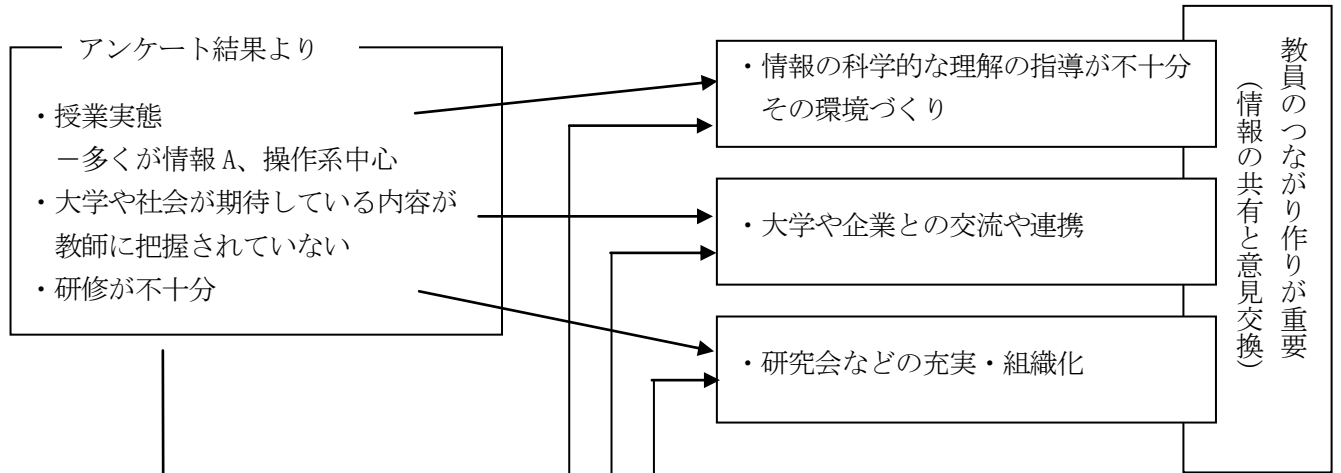 アンケート結果より
・授業実態
－多くが情報 A、操作系中心
・大学や社会が期待している内容が
教師に把握されていない
・研修が不十分
・情報の科学的な理解の指導が不十分
その環境づくり
・大学や企業との交流や連携
・研究会などの充実・組織化
教員のつながり作りが重要
（情報の共有と意見交換）